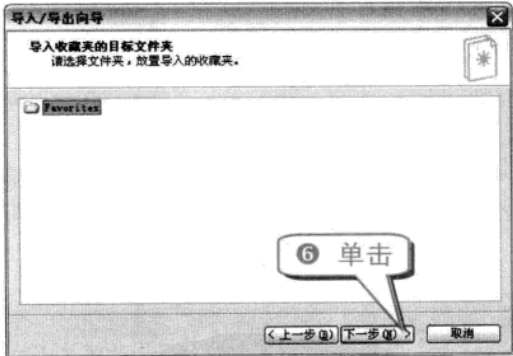 导入/导出向导
导入收藏夹的目标文件夹
请选择文件夹，放置导入的收藏夹。
Favorites
❻ 单击
<上一步(B) 下一步(N)> 取消